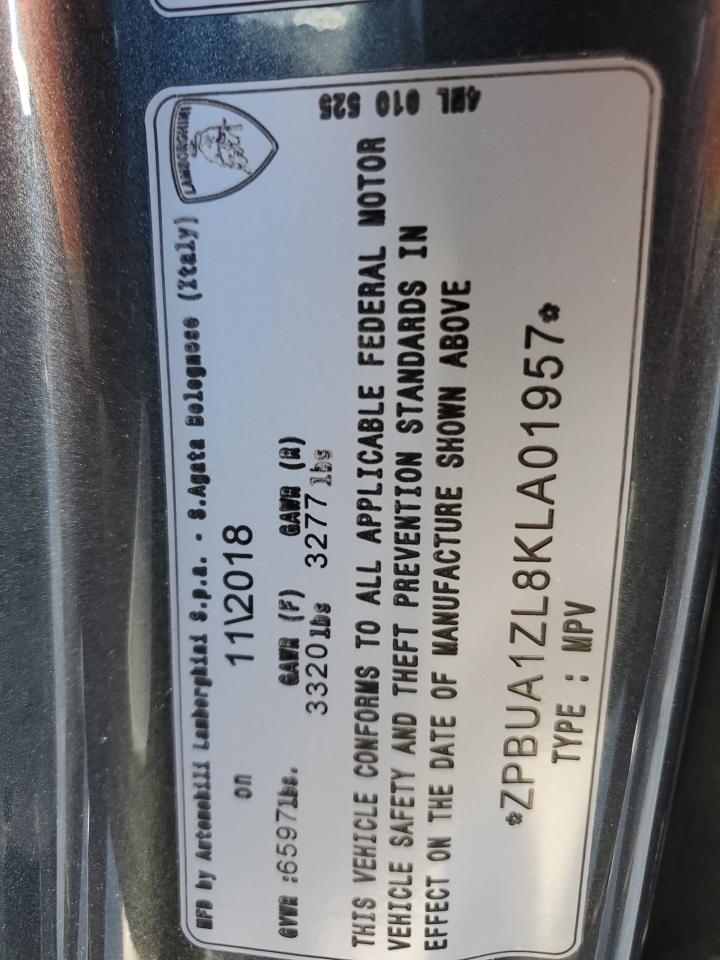 LAMBORGHINI
4ML 010 525
MFD by Automobili Lamborghini S.p.a. - S.Agata Bolognese (Italy)
on 11\2018
GVWR :6597lbs. GAWR (F) GAWR (R)
3320lbs 3277lbs
THIS VEHICLE CONFORMS TO ALL APPLICABLE FEDERAL MOTOR
VEHICLE SAFETY AND THEFT PREVENTION STANDARDS IN
EFFECT ON THE DATE OF MANUFACTURE SHOWN ABOVE
*ZPBUA1ZL8KLA01957*
TYPE : MPV